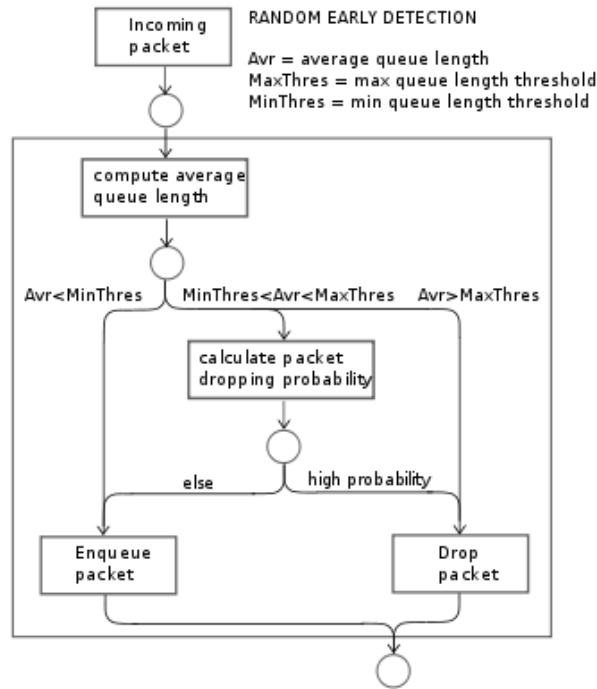 Incoming
packet
RANDOM EARLY DETECTION
Avr = average queue length
MaxThres = max queue length threshold
MinThres = min queue length threshold
compute average
queue length
Avr<MinThres
MinThres<Avr<MaxThres
Avr>MaxThres
calculate packet
dropping probability
else
high probability
Enqueue
packet
Drop
packet